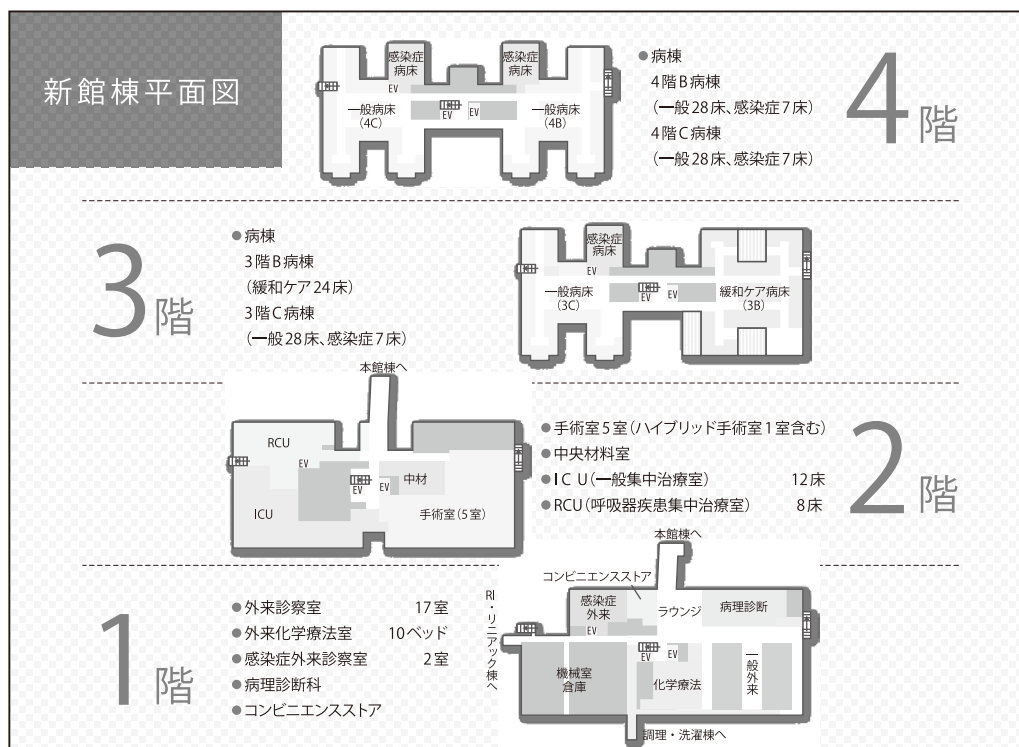 新館棟平面図
感染症
病床
感染症
病床
EV
一般病床
(4C)
EV
EV
一般病床
(4B)
●病棟
4階B病棟
(一般28床、感染症7床)
4階C病棟
(一般28床、感染症7床)
4階
3階
●病棟
3階B病棟
(緩和ケア24床)
3階C病棟
(一般28床、感染症7床)
感染症
病床
EV
一般病床
(3C)
EV
EV
緩和ケア病床
(3B)
本館棟へ
RCU
EV
EV
EV
中材
ICU
手術室(5室)
●手術室5室(ハイブリッド手術室1室含む)
●中央材料室
●ICU(一般集中治療室) 12床
●RCU(呼吸器疾患集中治療室) 8床
2階
1階
●外来診察室 17室
●外来化学療法室 10ベッド
●感染症外来診察室 2室
●病理診断科
●コンビニエンスストア
本館棟へ
コンビニエンスストア
RI・リニアック棟へ
感染症
外来
EV
ラウンジ
病理診断
EV
EV
機械室
倉庫
化学療法
一般外来
調理・洗濯棟へ